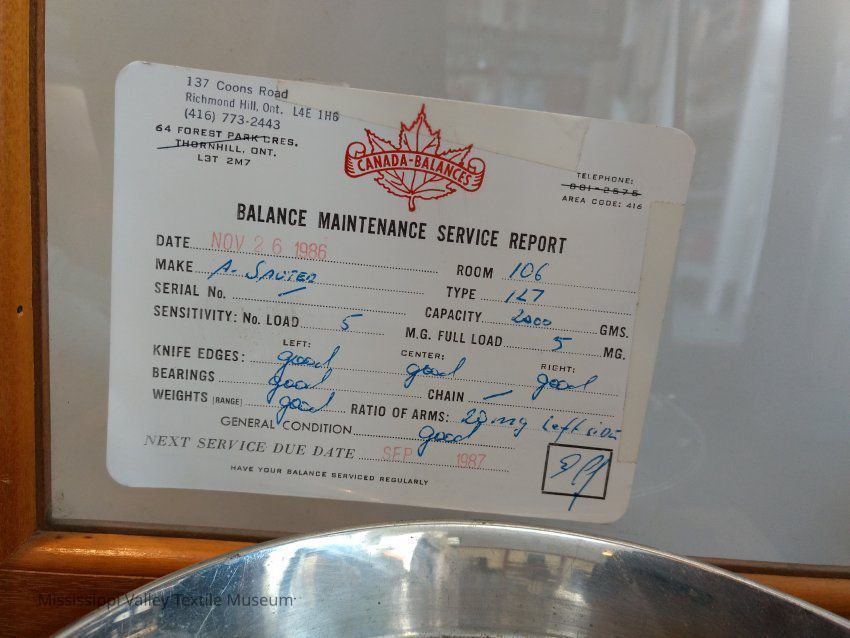 137 Coons Road
Richmond Hill, Ont. L4E 1H6
(416) 773-2443
64 FOREST PARK CRES.
THORNHILL, ONT.
L3T 2M7
CANADA-BALANCES
TELEPHONE:
881-2675
AREA CODE: 416
BALANCE MAINTENANCE SERVICE REPORT
DATE NOV 26 1986
ROOM 106
MAKE A. SAUTER
TYPE 127
SERIAL No. —
CAPACITY 2000 GMS.
SENSITIVITY: No. LOAD 5 M.G. FULL LOAD 5 MG.
LEFT: CENTER: RIGHT:
KNIFE EDGES: good good good
BEARINGS good CHAIN —
WEIGHTS (RANGE) good RATIO OF ARMS: 20 mg left side
GENERAL CONDITION good
NEXT SERVICE DUE DATE SEP 1987
HAVE YOUR BALANCE SERVICED REGULARLY
Mississippi Valley Textile Museum